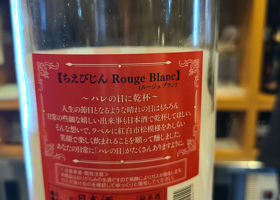 【ちえびじん Rouge Blanc】
(ルージュ ブラン)
～ハレの日に乾杯～
人生の節目となるような晴れの日はもちろん
日常の些細な嬉しい出来事も日本酒で乾杯してほしい。
そんな想いで、ラベルに紅白市松模様をあしらい
笑顔で楽しく飲まれることを願って醸しました。
あなたの日常に「ハレの日」がたくさんありますように。
日本酒